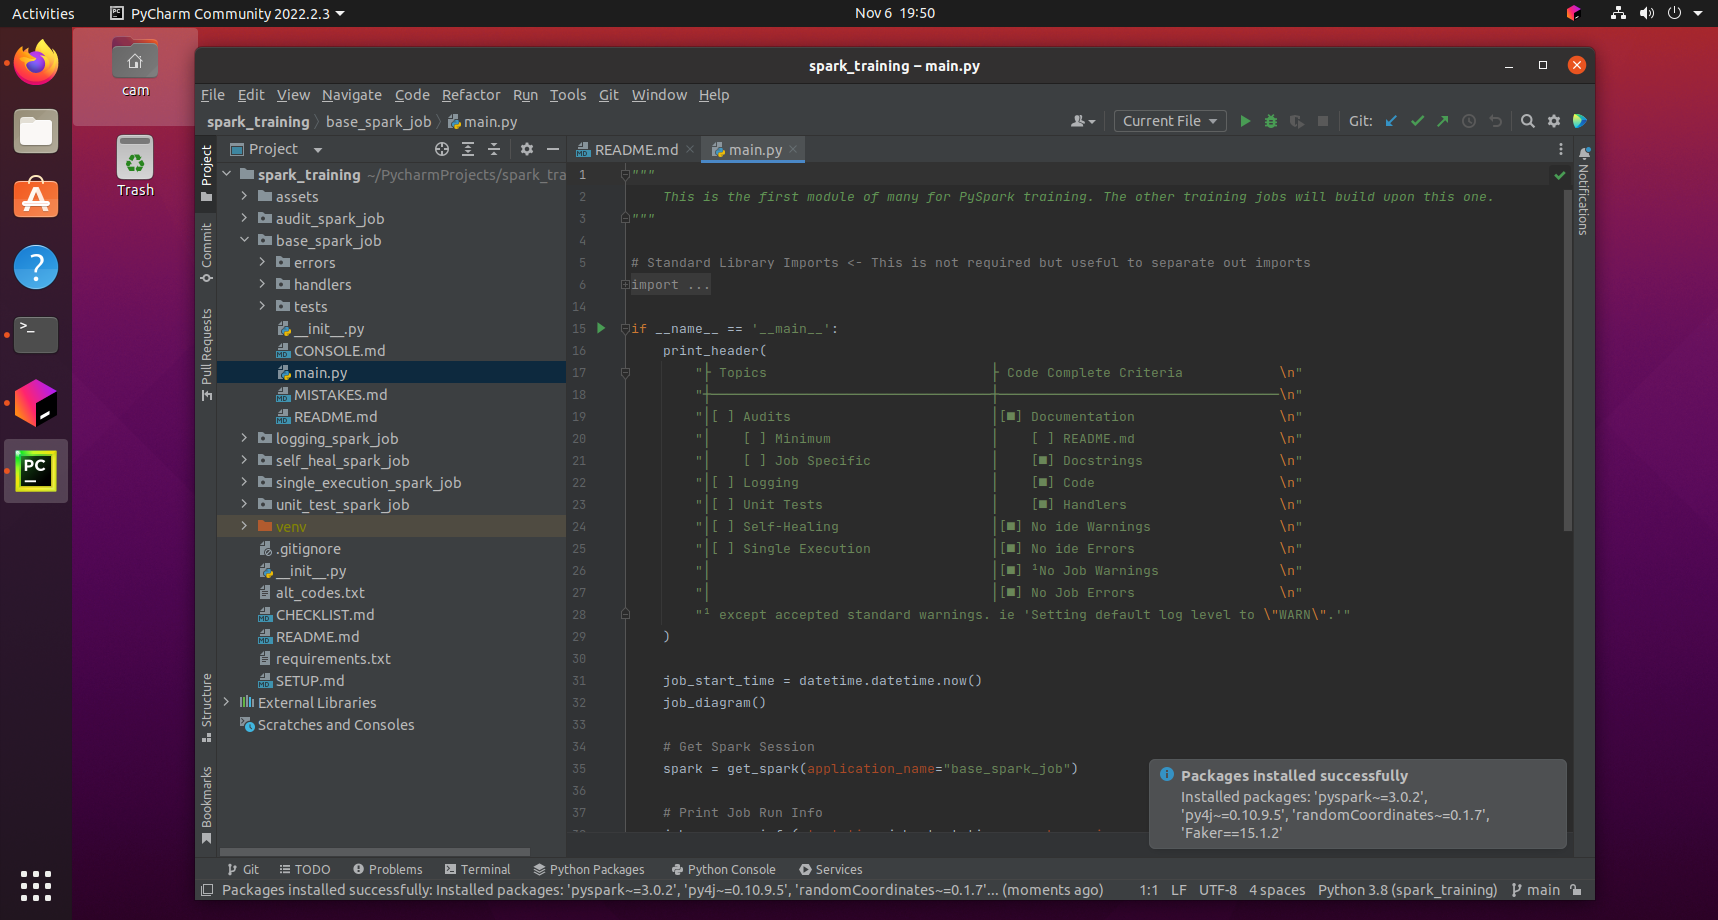 Activities
PyCharm Community 2022.2.3
Nov 6 19:50
cam
Trash
spark_training – main.py
File Edit View Navigate Code Refactor Run Tools Git Window Help
spark_training base_spark_job main.py
Current File
Git:
Project
README.md
main.py
Project
Commit
Pull Requests
Structure
Bookmarks
Notifications
spark_training ~/PycharmProjects/spark_tra
assets
audit_spark_job
base_spark_job
errors
handlers
tests
__init__.py
CONSOLE.md
main.py
MISTAKES.md
README.md
logging_spark_job
self_heal_spark_job
single_execution_spark_job
unit_test_spark_job
venv
.gitignore
__init__.py
alt_codes.txt
CHECKLIST.md
README.md
requirements.txt
SETUP.md
External Libraries
Scratches and Consoles
1 """
2 This is the first module of many for PySpark training. The other training jobs will build upon this one.
3 """
4
5 # Standard Library Imports <- This is not required but useful to separate out imports
6 import ...
14
15 if __name__ == '__main__':
16 print_header(
17 "├ Topics ├ Code Complete Criteria \n"
18 "┼───────────────────────────────────┼───────────────────────────────────\n"
19 "│[ ] Audits │[■] Documentation \n"
20 "│ [ ] Minimum │ [ ] README.md \n"
21 "│ [ ] Job Specific │ [■] Docstrings \n"
22 "│[ ] Logging │ [■] Code \n"
23 "│[ ] Unit Tests │ [■] Handlers \n"
24 "│[ ] Self-Healing │[■] No ide Warnings \n"
25 "│[ ] Single Execution │[■] No ide Errors \n"
26 "│ │[■] ¹No Job Warnings \n"
27 "│ │[■] No Job Errors \n"
28 "¹ except accepted standard warnings. ie 'Setting default log level to \"WARN\".'"
29 )
30
31 job_start_time = datetime.datetime.now()
32 job_diagram()
33
34 # Get Spark Session
35 spark = get_spark(application_name="base_spark_job")
36
37 # Print Job Run Info
Packages installed successfully
Installed packages: 'pyspark~=3.0.2',
'py4j~=0.10.9.5', 'randomCoordinates~=0.1.7',
'Faker==15.1.2'
Git TODO Problems Terminal Python Packages Python Console Services
Packages installed successfully: Installed packages: 'pyspark~=3.0.2', 'py4j~=0.10.9.5', 'randomCoordinates~=0.1.7'... (moments ago) 1:1 LF UTF-8 4 spaces Python 3.8 (spark_training) main